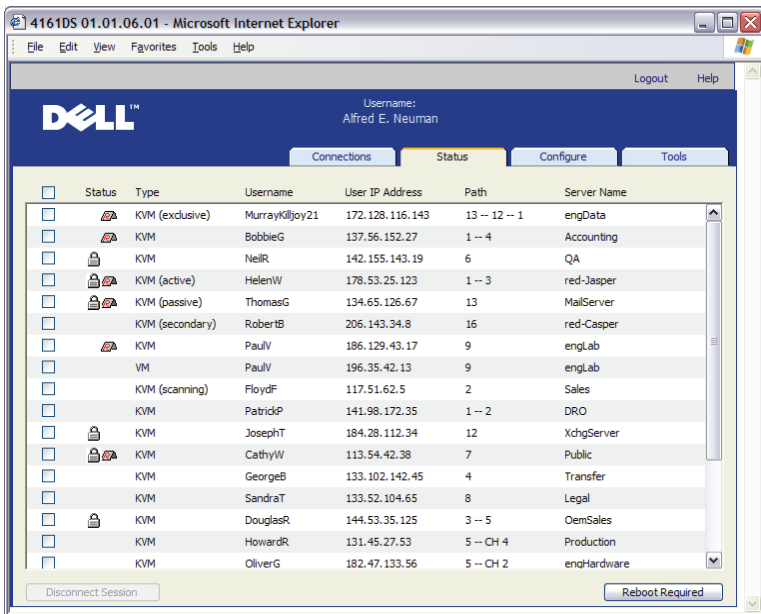 4161DS 01.01.06.01 - Microsoft Internet Explorer
File Edit View Favorites Tools Help
Logout Help
DELL™
Username:
Alfred E. Neuman
Connections Status Configure Tools
Status Type Username User IP Address Path Server Name
KVM (exclusive) MurrayKilljoy21 172.128.116.143 13 -- 12 -- 1 engData
KVM BobbieG 137.56.152.27 1 -- 4 Accounting
KVM NeilR 142.155.143.19 6 QA
KVM (active) HelenW 178.53.25.123 1 -- 3 red-Jasper
KVM (passive) ThomasG 134.65.126.67 13 MailServer
KVM (secondary) RobertB 206.143.34.8 16 red-Casper
KVM PaulV 186.129.43.17 9 engLab
VM PaulV 196.35.42.13 9 engLab
KVM (scanning) FloydF 117.51.62.5 2 Sales
KVM PatrickP 141.98.172.35 1 -- 2 DRO
KVM JosephT 184.28.112.34 12 XchgServer
KVM CathyW 113.54.42.38 7 Public
KVM GeorgeB 133.102.142.45 4 Transfer
KVM SandraT 133.52.104.65 8 Legal
KVM DouglasR 144.53.35.125 3 -- 5 OemSales
KVM HowardR 131.45.27.53 5 -- CH 4 Production
KVM OliverG 182.47.133.56 5 -- CH 2 engHardware
Disconnect Session Reboot Required